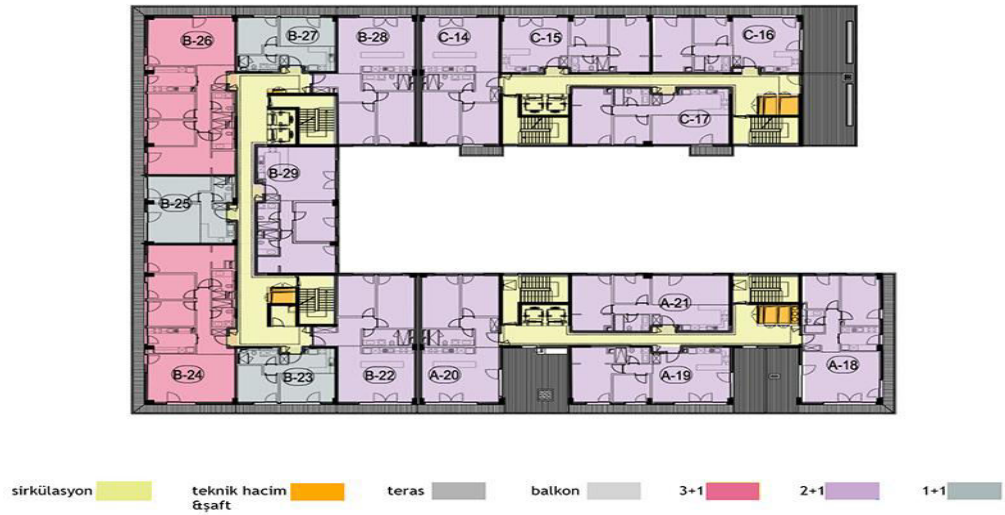 B-26
B-27
B-28
C-14
C-15
C-16
C-17
B-29
B-25
A-21
B-24
B-23
B-22
A-20
A-19
A-18
sirkülasyon
teknik hacim
&şaft
teras
balkon
3+1
2+1
1+1